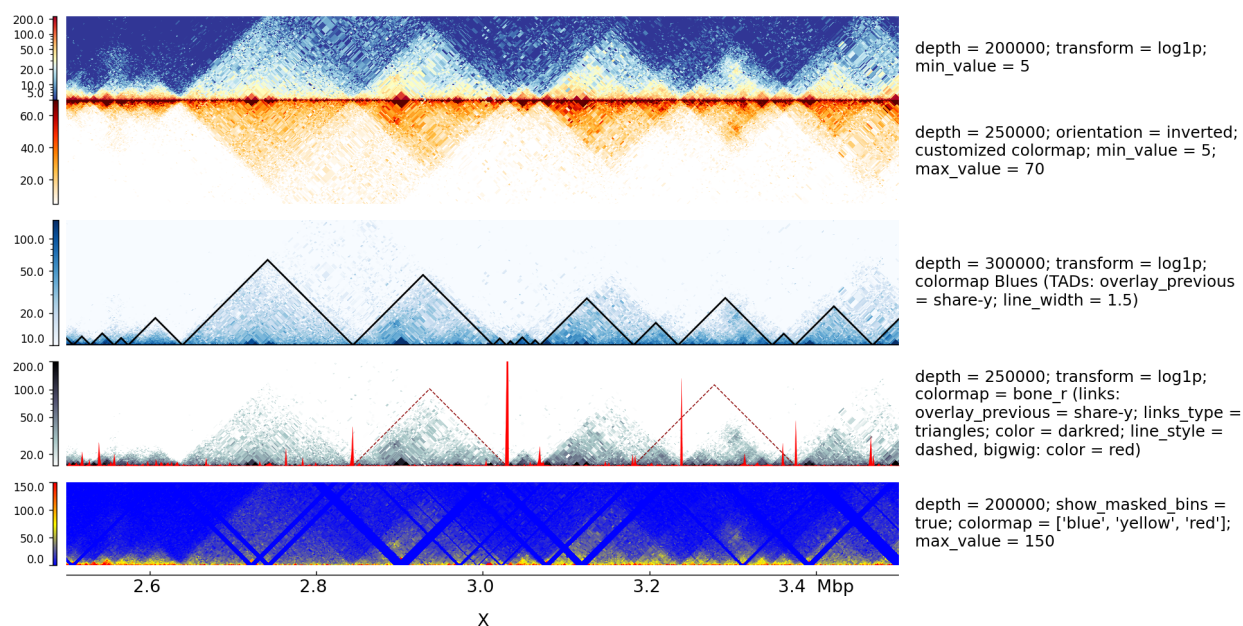 200.0
100.0
50.0
20.0
10.0
5.0
60.0
40.0
20.0
depth = 200000; transform = log1p;
min_value = 5
depth = 250000; orientation = inverted;
customized colormap; min_value = 5;
max_value = 70
100.0
50.0
20.0
10.0
depth = 300000; transform = log1p;
colormap Blues (TADs: overlay_previous
= share-y; line_width = 1.5)
200.0
100.0
50.0
20.0
depth = 250000; transform = log1p;
colormap = bone_r (links:
overlay_previous = share-y; links_type =
triangles; color = darkred; line_style =
dashed, bigwig: color = red)
150.0
100.0
50.0
0.0
depth = 200000; show_masked_bins =
true; colormap = ['blue', 'yellow', 'red'];
max_value = 150
2.6 2.8 3.0 3.2 3.4 Mbp
X